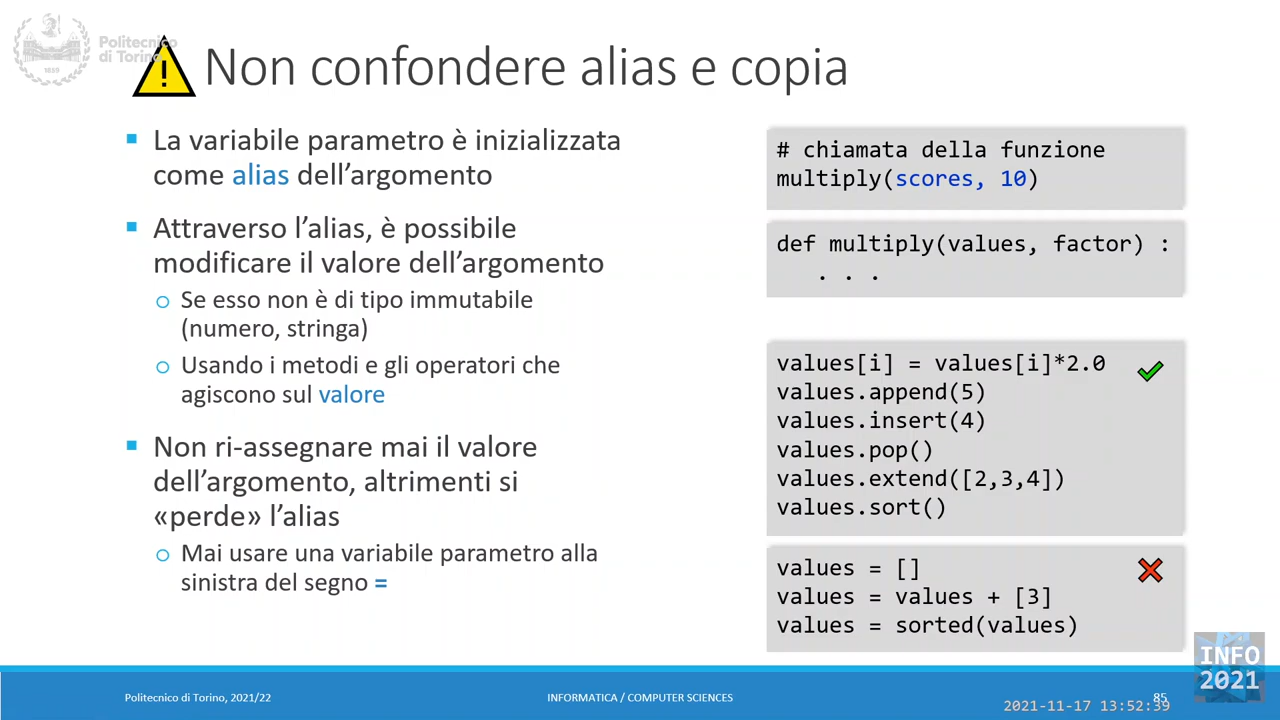 Politecnico
di Torino
Non confondere alias e copia
La variabile parametro è inizializzata
come alias dell’argomento
Attraverso l’alias, è possibile
modificare il valore dell’argomento
Se esso non è di tipo immutabile
(numero, stringa)
Usando i metodi e gli operatori che
agiscono sul valore
Non ri-assegnare mai il valore
dell’argomento, altrimenti si
«perde» l’alias
Mai usare una variabile parametro alla
sinistra del segno =
# chiamata della funzione
multiply(scores, 10)
def multiply(values, factor) :
. . .
values[i] = values[i]*2.0
values.append(5)
values.insert(4)
values.pop()
values.extend([2,3,4])
values.sort()
values = []
values = values + [3]
values = sorted(values)
Politecnico di Torino, 2021/22
INFORMATICA / COMPUTER SCIENCES
85
2021-11-17 13:52:39
INFO
2021
1859